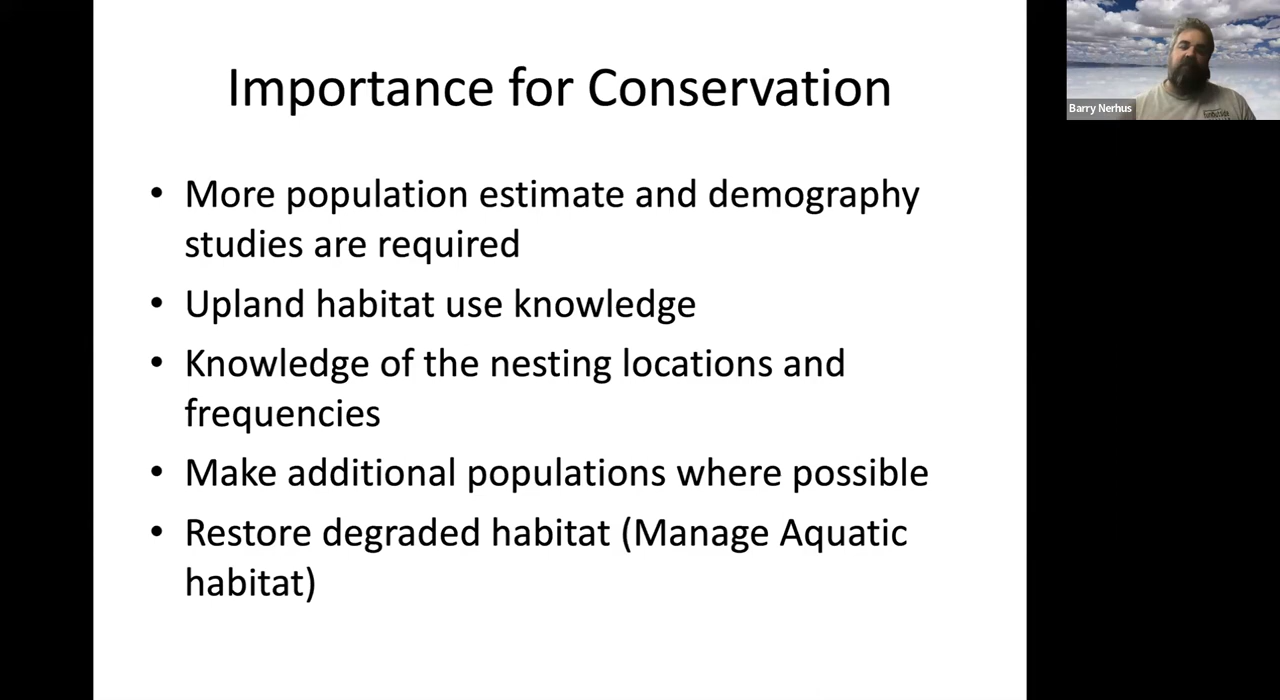 Importance for Conservation
• More population estimate and demography
studies are required
• Upland habitat use knowledge
• Knowledge of the nesting locations and
frequencies
• Make additional populations where possible
• Restore degraded habitat (Manage Aquatic
habitat)
Barry Nerhus